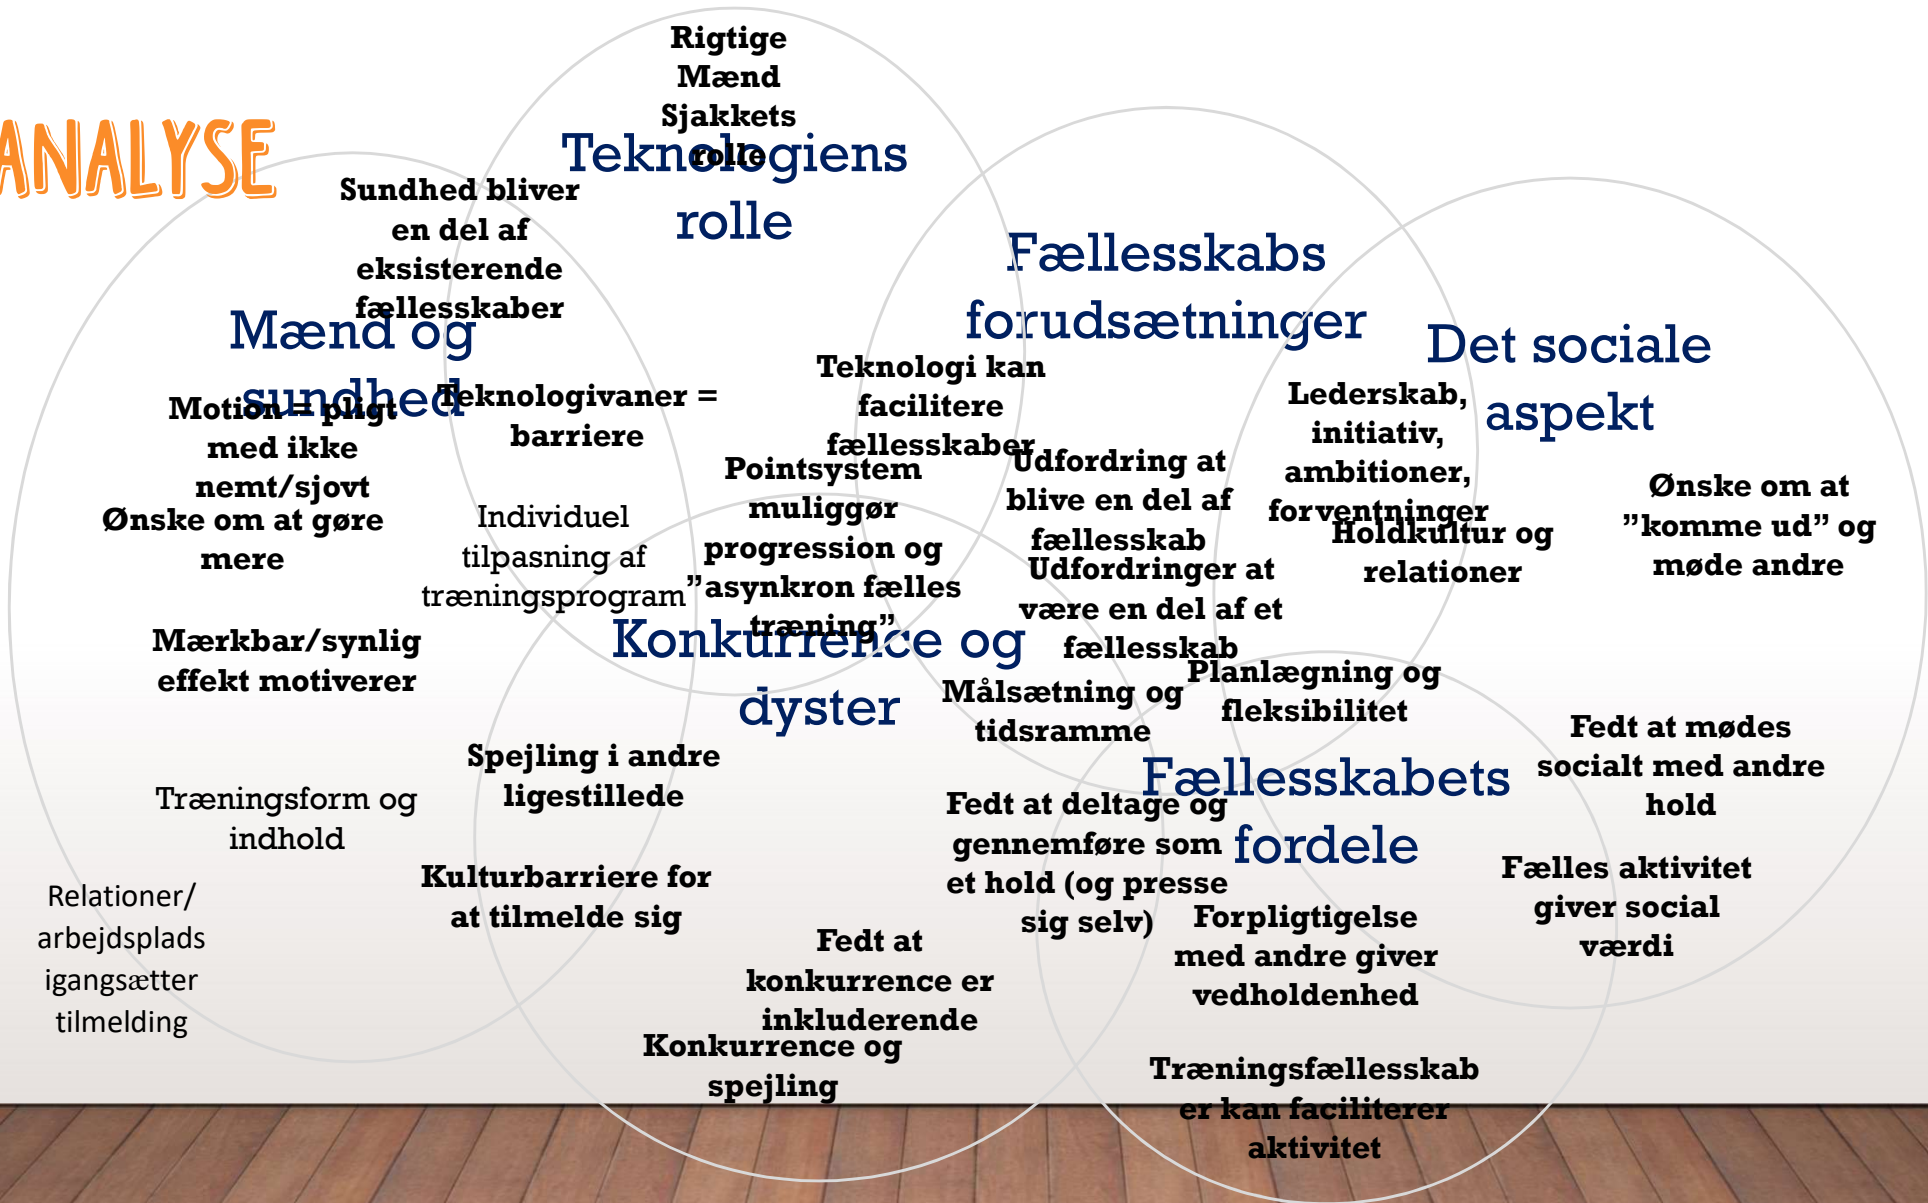 ANALYSE
Rigtige
Mænd
Sjakkets
rolle
Teknologiens
rolle
Sundhed bliver
en del af
eksisterende
fællesskaber
Mænd og
sundhed
Motion = pligt
med ikke
nemt/sjovt
Ønske om at gøre
mere
Mærkbar/synlig
effekt motiverer
Træningsform og
indhold
Relationer/
arbejdsplads
igangsætter
tilmelding
Teknologivaner =
barriere
Individuel
tilpasning af
træningsprogram
Spejling i andre
ligestillede
Kulturbarriere for
at tilmelde sig
Teknologi kan
facilitere
fællesskaber
Pointsystem
muliggør
progression og
”asynkron fælles
træning”
Konkurrence og
dyster
Fedt at
konkurrence er
inkluderende
Konkurrence og
spejling
Fællesskabs
forudsætninger
Udfordring at
blive en del af
fællesskab
Udfordringer at
være en del af et
fællesskab
Målsætning og
tidsramme
Fedt at deltage og
gennemføre som
et hold (og presse
sig selv)
Det sociale
aspekt
Lederskab,
initiativ,
ambitioner,
forventninger
Holdkultur og
relationer
Planlægning og
fleksibilitet
Fællesskabets
fordele
Forpligtigelse
med andre giver
vedholdenhed
Træningsfællesskab
er kan faciliterer
aktivitet
Ønske om at
”komme ud” og
møde andre
Fedt at mødes
socialt med andre
hold
Fælles aktivitet
giver social
værdi